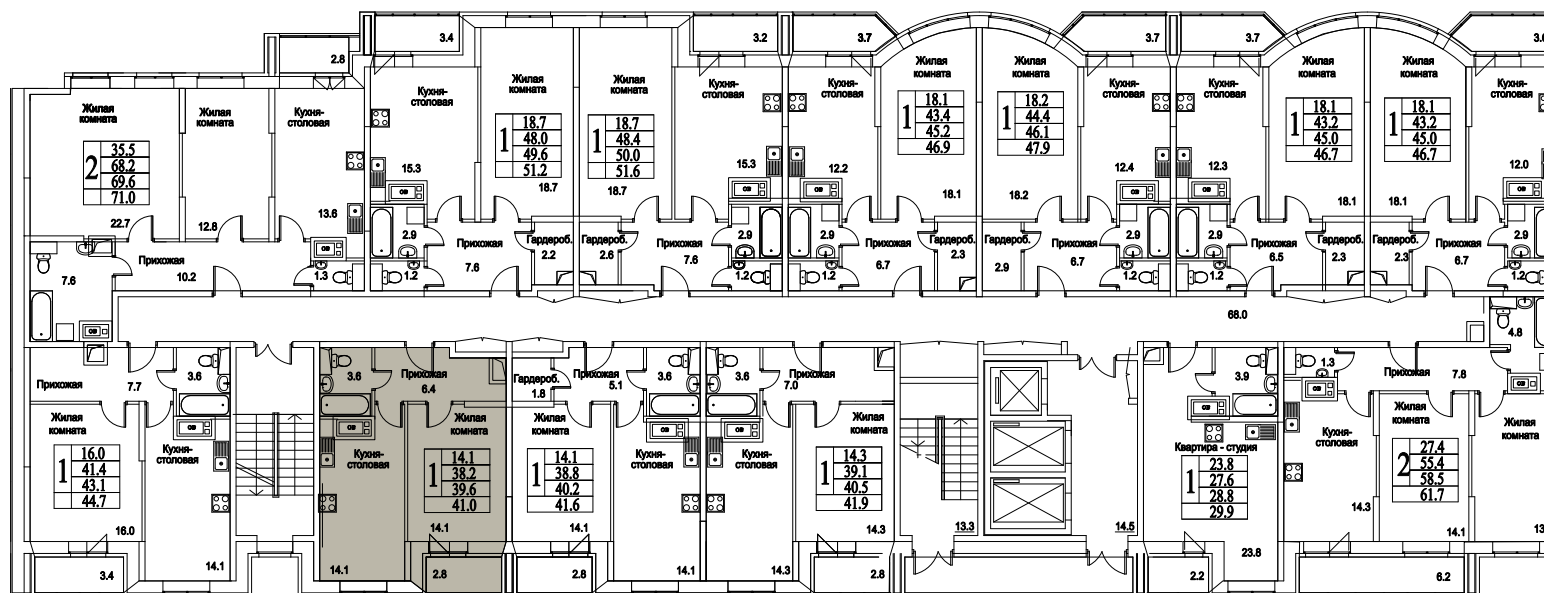 2.8
3.4
3.2
3.7
3.7
3.7
Жилая
комната
Жилая
комната
Кухня-
столовая
2
35.5
68.2
69.6
71.0
22.7
12.8
13.6
7.6
Прихожая
10.2
1.3
Кухня-
столовая
Жилая
комната
1
18.7
48.0
49.6
51.2
15.3
18.7
ОВ
2.9
1.2
Прихожая
7.6
Гардероб.
2.2
Жилая
комната
Кухня-
столовая
1
18.7
48.4
50.0
51.6
18.7
15.3
ОВ
Гардероб.
2.6
Прихожая
7.6
2.9
1.2
Кухня-
столовая
Жилая
комната
1
18.1
43.4
45.2
46.9
12.2
18.1
ОВ
2.9
1.2
Прихожая
6.7
Гардероб.
2.3
Жилая
комната
Кухня-
столовая
1
18.2
44.4
46.1
47.9
18.2
12.4
ОВ
Гардероб.
2.9
Прихожая
6.7
2.9
1.2
Кухня-
столовая
Жилая
комната
1
18.1
43.2
45.0
46.7
12.3
18.1
ОВ
2.9
1.2
Прихожая
6.5
Гардероб.
2.3
Жилая
комната
Кухня-
столовая
1
18.1
43.2
45.0
46.7
18.1
12.0
ОВ
Гардероб.
2.3
Прихожая
6.7
2.9
1.2
68.0
ОВ
ОВ
Прихожая
7.7
3.6
Жилая
комната
1
16.0
41.4
43.1
44.7
16.0
ОВ
Кухня-
столовая
14.1
3.4
3.6
Прихожая
6.4
ОВ
Кухня-
столовая
Жилая
комната
1
14.1
38.2
39.6
41.0
14.1
14.1
2.8
Гардероб.
1.8
Прихожая
5.1
3.6
Жилая
комната
ОВ
Кухня-
столовая
1
14.1
38.8
40.2
41.6
14.1
14.1
2.8
3.6
Прихожая
7.0
ОВ
Кухня-
столовая
Жилая
комната
1
14.3
39.1
40.5
41.9
14.3
14.3
2.8
13.3
14.5
3.9
ОВ
Квартира - студия
1
23.8
27.6
28.8
29.9
23.8
2.2
1.3
Прихожая
7.8
ОВ
Кухня-
столовая
Жилая
комната
2
27.4
55.4
58.5
61.7
14.3
14.1
6.2
4.8
ОВ
Жилая
комната